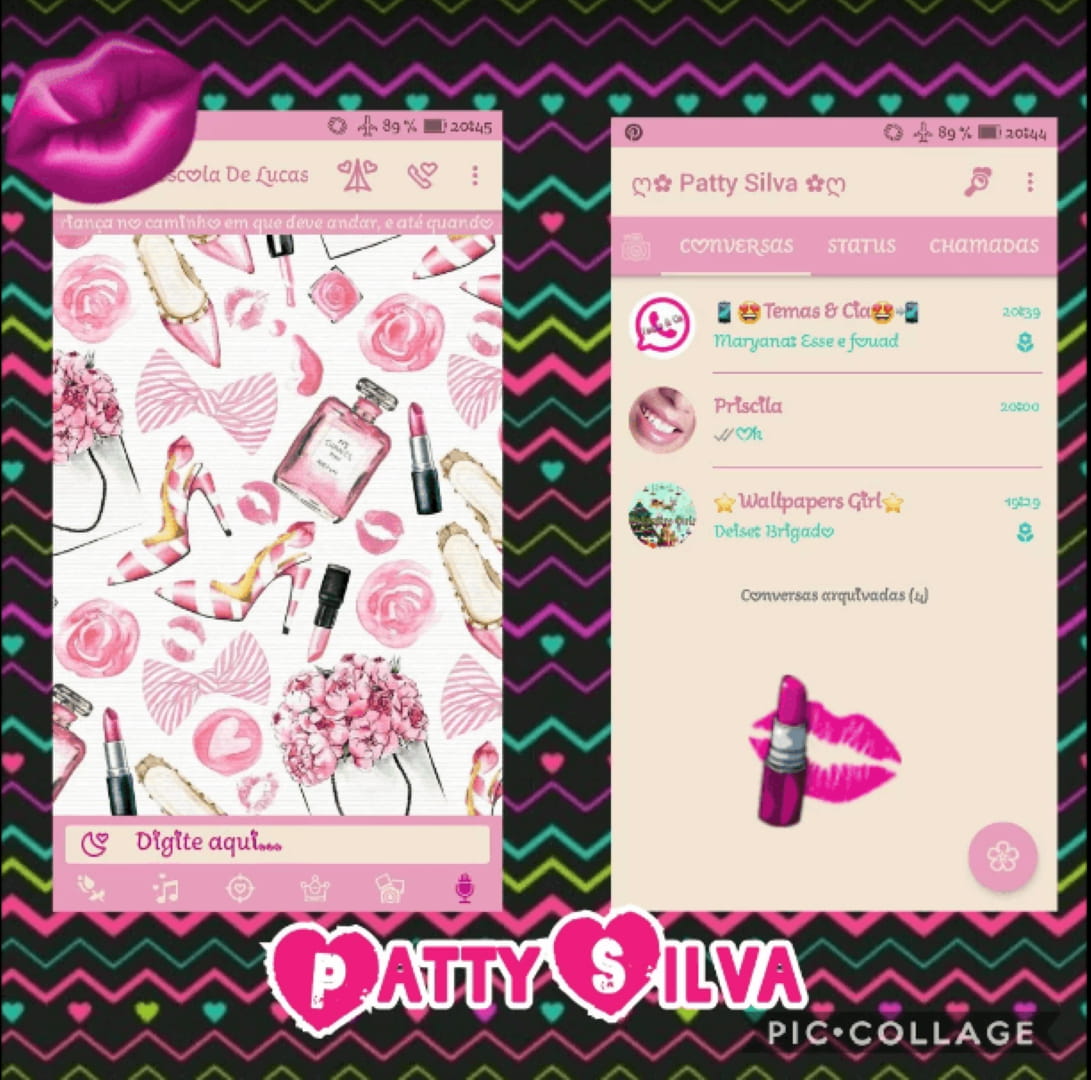 89 % 20:45
scola De Lucas
riança no caminho em que deve andar, e até quando
Digite aqui...
89 % 20:44
ღ✿ Patty Silva ✿ღ
CONVERSAS STATUS CHAMADAS
📱😍Temas & Cia😍📲 20:39
Maryana: Esse e fouad
Priscila 20:00
Oh
⭐Wallpapers Girl⭐ 19:29
Deise: Brigado
Conversas arquivadas (4)
PATTY SILVA
PIC•COLLAGE